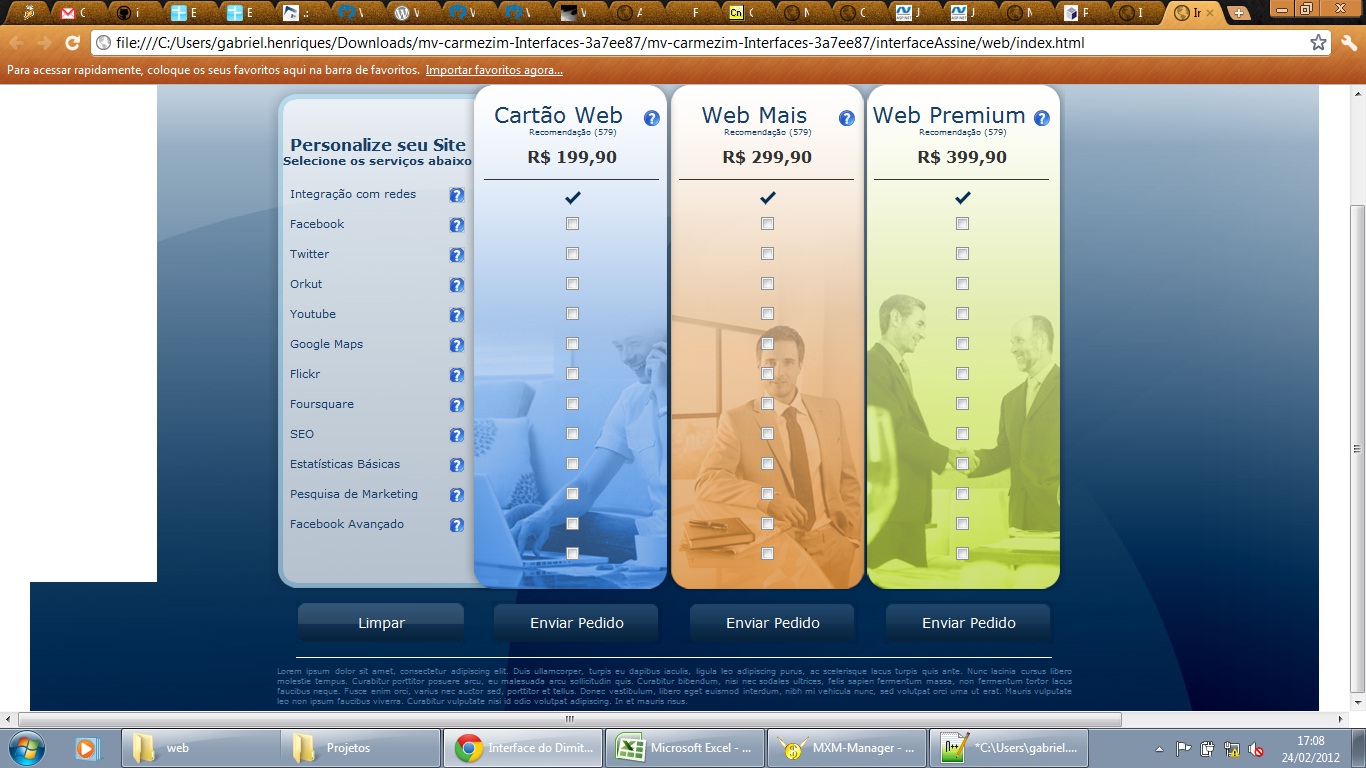 file:///C:/Users/gabriel.henriques/Downloads/mv-carmezim-Interfaces-3a7ee87/mv-carmezim-Interfaces-3a7ee87/interfaceAssine/web/index.html
Para acessar rapidamente, coloque os seus favoritos aqui na barra de favoritos. Importar favoritos agora...
Personalize seu Site
Selecione os serviços abaixo
Cartão Web
Recomendação (579)
R$ 199,90
Web Mais
Recomendação (579)
R$ 299,90
Web Premium
Recomendação (579)
R$ 399,90
Integração com redes
Facebook
Twitter
Orkut
Youtube
Google Maps
Flickr
Foursquare
SEO
Estatísticas Básicas
Pesquisa de Marketing
Facebook Avançado
Limpar
Enviar Pedido
Enviar Pedido
Enviar Pedido
Lorem ipsum dolor sit amet, consectetur adipiscing elit. Duis ullamcorper, turpis eu dapibus iaculis, ligula leo adipiscing purus, ac scelerisque lacus turpis quis ante. Nunc lacinia cursus libero
molestie tempus. Curabitur porttitor posuere arcu, eu malesuada arcu sollicitudin quis. Curabitur bibendum, nisi nec sodales ultrices, felis sapien fermentum massa, non fermentum tortor lacus
faucibus neque. Fusce enim orci, varius nec auctor sed, porttitor et tellus. Donec vestibulum, libero eget euismod interdum, nibh mi vehicula nunc, sed volutpat orci urna ut erat. Mauris vulputate
leo non ipsum faucibus viverra. Curabitur vulputate nisi id odio volutpat adipiscing. In et mauris risus.
web
Projetos
Interface do Dimit...
Microsoft Excel - ...
MXM-Manager - ...
*C:\Users\gabriel....
17:08
24/02/2012